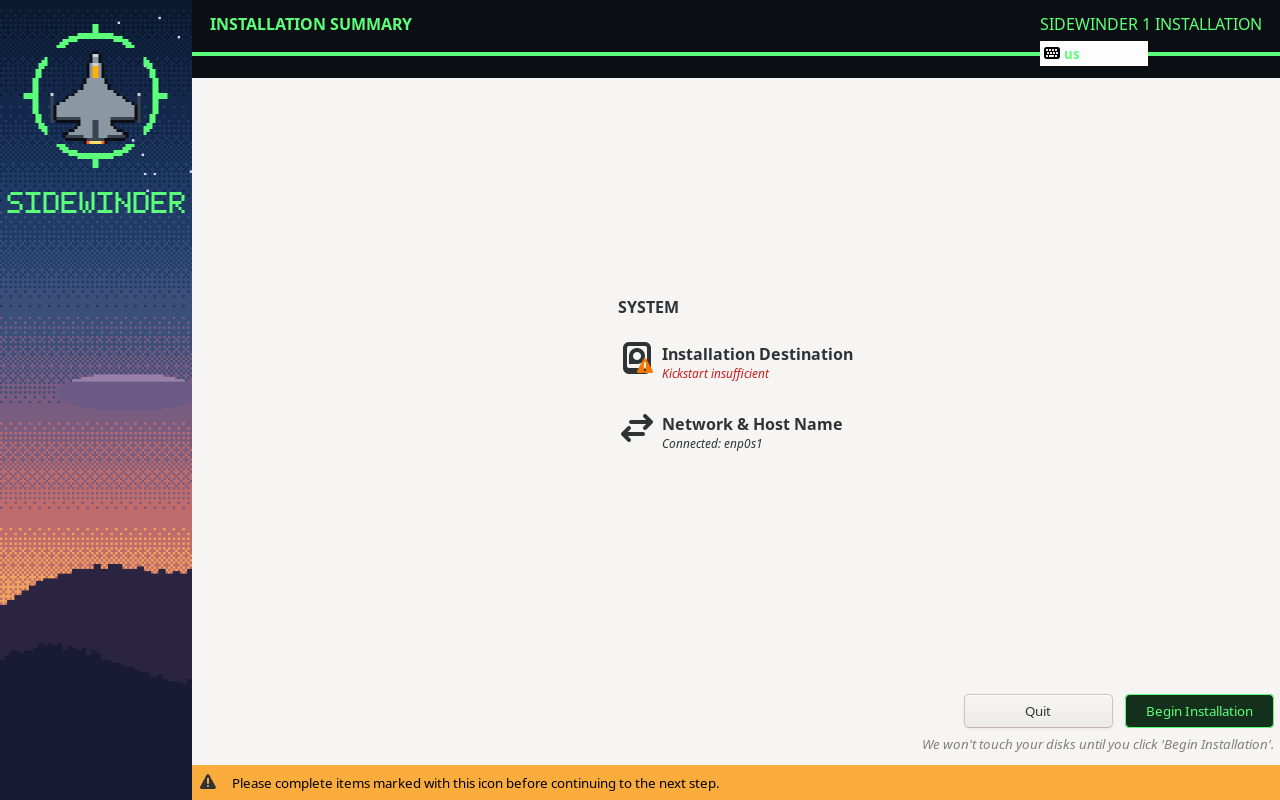 INSTALLATION SUMMARY
SIDEWINDER 1 INSTALLATION
us
SIDEWINDER
SYSTEM
Installation Destination
Kickstart insufficient
Network & Host Name
Connected: enp0s1
Quit
Begin Installation
We won't touch your disks until you click 'Begin Installation'.
Please complete items marked with this icon before continuing to the next step.